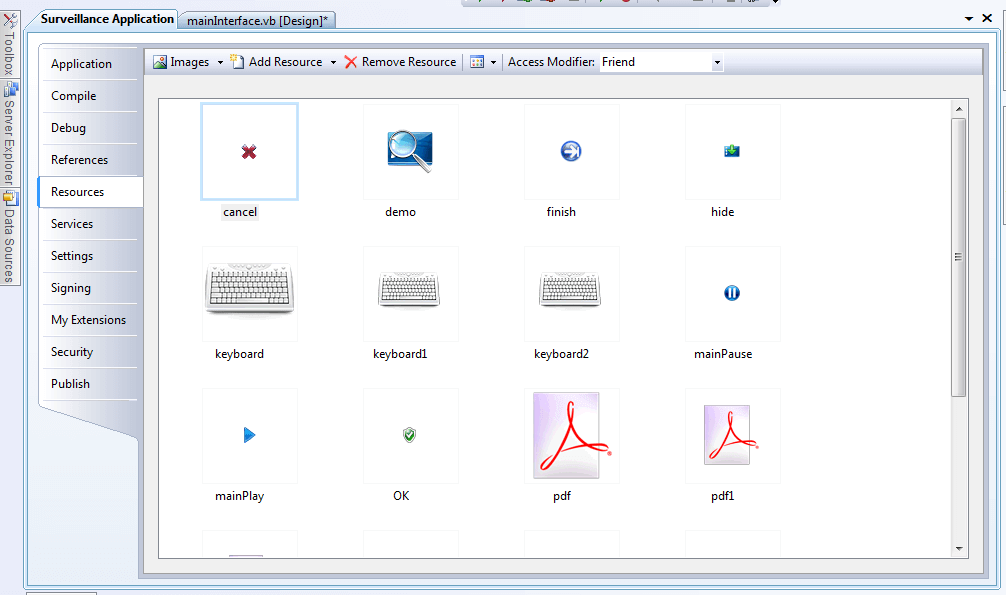 Surveillance Application
mainInterface.vb [Design]*
Toolbox
Server Explorer
Data Sources
Application
Compile
Debug
References
Resources
Services
Settings
Signing
My Extensions
Security
Publish
Images Add Resource Remove Resource Access Modifier: Friend
cancel demo finish hide
keyboard keyboard1 keyboard2 mainPause
mainPlay OK pdf pdf1